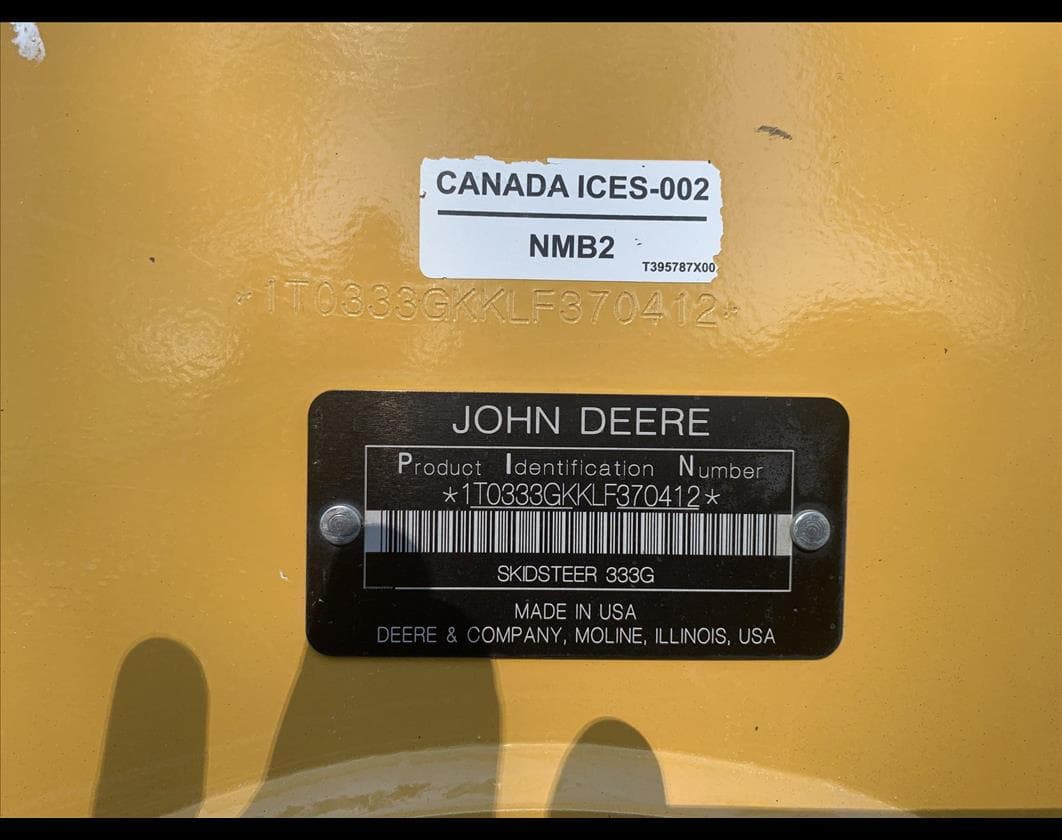 CANADA ICES-002
NMB2
T395787X00
*1T0333GKKLF370412*
JOHN DEERE
Product Identification Number
*1T0333GKKLF370412*
SKIDSTEER 333G
MADE IN USA
DEERE & COMPANY, MOLINE, ILLINOIS, USA